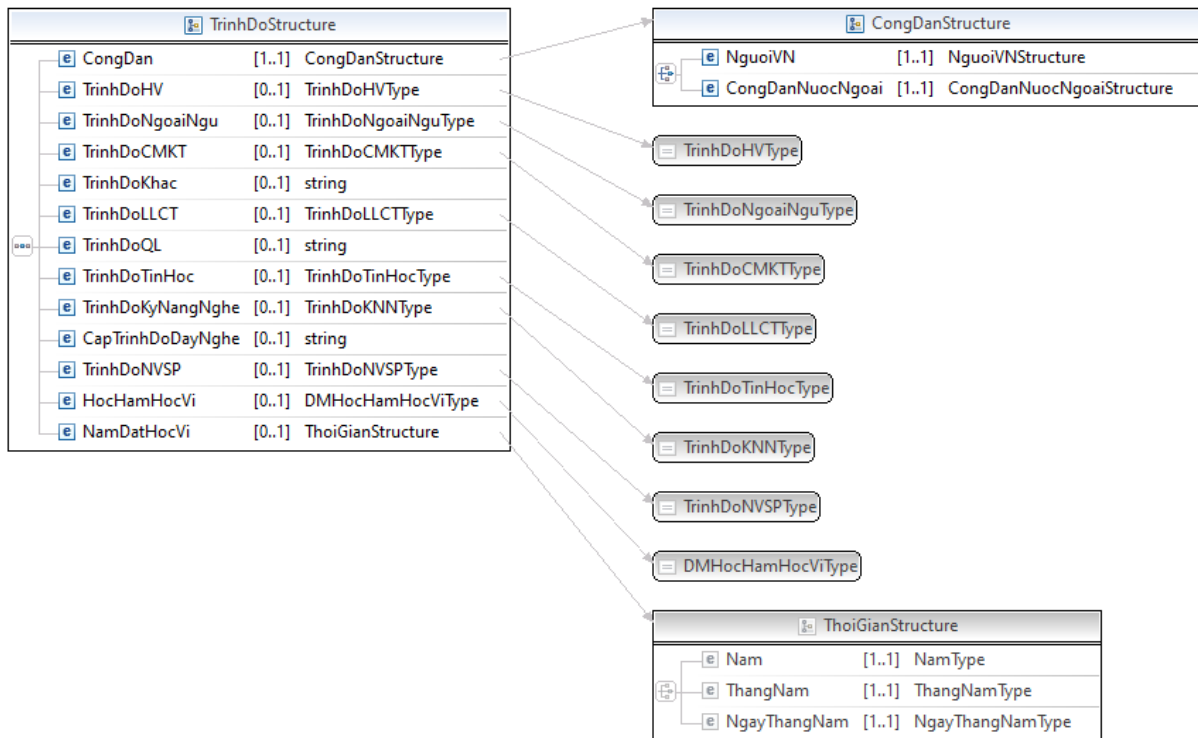 TrinhDoStructure
CongDan [1..1] CongDanStructure
TrinhDoHV [0..1] TrinhDoHVType
TrinhDoNgoaiNgu [0..1] TrinhDoNgoaiNguType
TrinhDoCMKT [0..1] TrinhDoCMKTType
TrinhDoKhac [0..1] string
TrinhDoLLCT [0..1] TrinhDoLLCTType
TrinhDoQL [0..1] string
TrinhDoTinHoc [0..1] TrinhDoTinHocType
TrinhDoKyNangNghe [0..1] TrinhDoKNNType
CapTrinhDoDayNghe [0..1] string
TrinhDoNVSP [0..1] TrinhDoNVSPType
HocHamHocVi [0..1] DMHocHamHocViType
NamDatHocVi [0..1] ThoiGianStructure
CongDanStructure
NguoiVN [1..1] NguoiVNStructure
CongDanNuocNgoai [1..1] CongDanNuocNgoaiStructure
TrinhDoHVType
TrinhDoNgoaiNguType
TrinhDoCMKTType
TrinhDoLLCTType
TrinhDoTinHocType
TrinhDoKNNType
TrinhDoNVSPType
DMHocHamHocViType
ThoiGianStructure
Nam [1..1] NamType
ThangNam [1..1] ThangNamType
NgayThangNam [1..1] NgayThangNamType